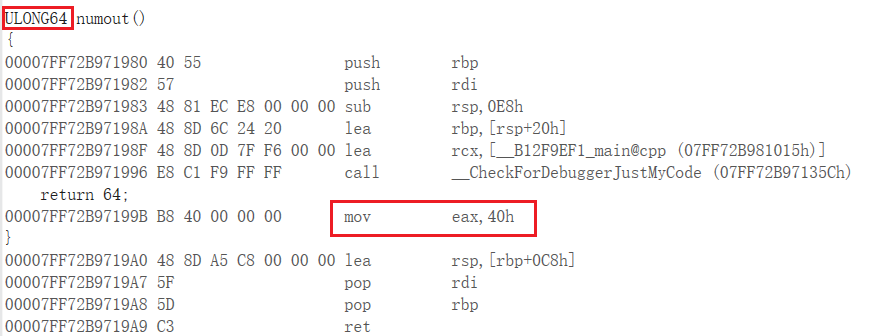 ULONG64 numout()
{
00007FF72B971980 40 55 push rbp
00007FF72B971982 57 push rdi
00007FF72B971983 48 81 EC E8 00 00 00 sub rsp,0E8h
00007FF72B97198A 48 8D 6C 24 20 lea rbp,[rsp+20h]
00007FF72B97198F 48 8D 0D 7F F6 00 00 lea rcx,[__B12F9EF1_main@cpp (07FF72B981015h)]
00007FF72B971996 E8 C1 F9 FF FF call __CheckForDebuggerJustMyCode (07FF72B97135Ch)
return 64;
00007FF72B97199B B8 40 00 00 00 mov eax,40h
}
00007FF72B9719A0 48 8D A5 C8 00 00 00 lea rsp,[rbp+0C8h]
00007FF72B9719A7 5F pop rdi
00007FF72B9719A8 5D pop rbp
00007FF72B9719A9 C3 ret